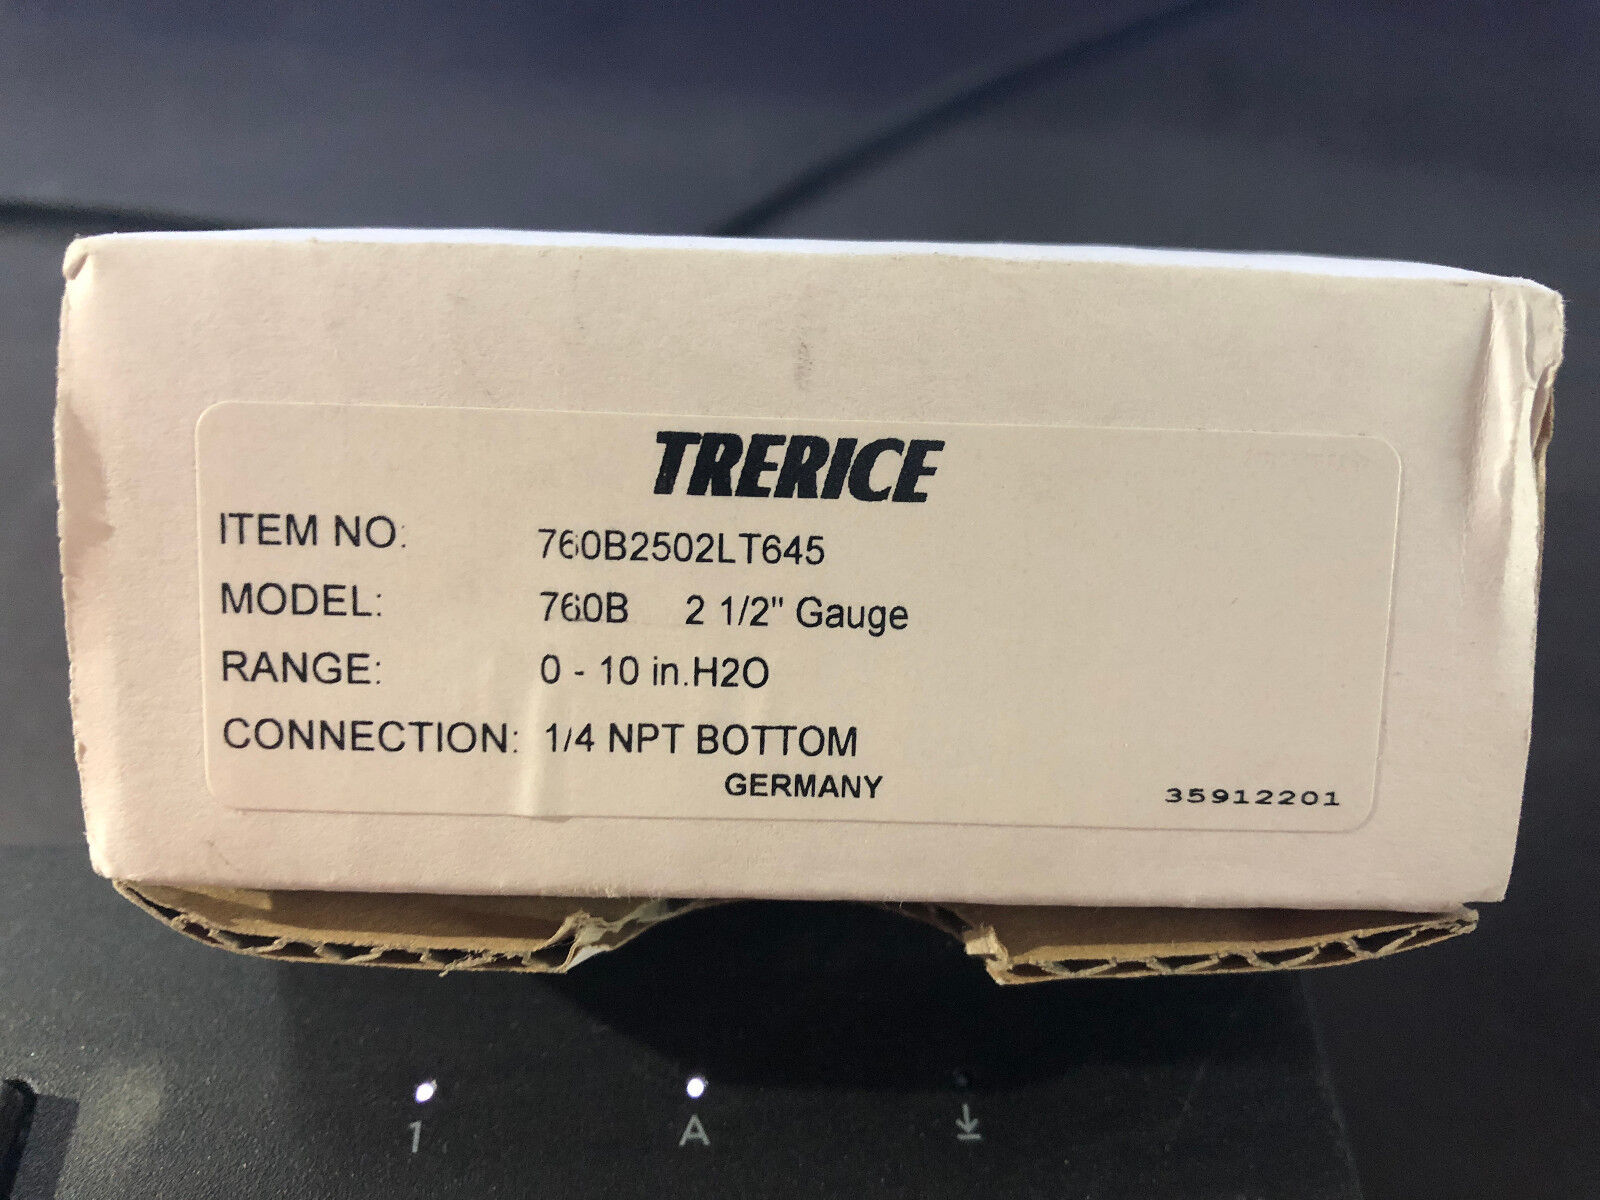 TRERICE
ITEM NO: 760B2502LT645
MODEL: 760B 2 1/2" Gauge
RANGE: 0 - 10 in.H2O
CONNECTION: 1/4 NPT BOTTOM
GERMANY
35912201
1 A